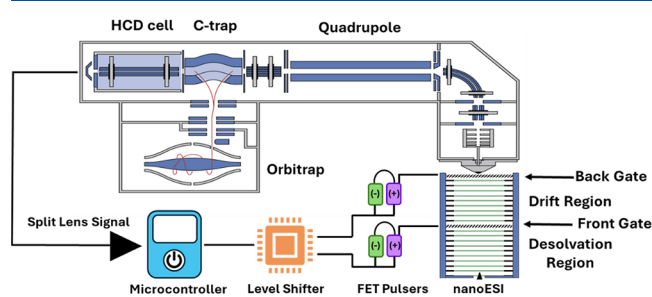 HCD cell
C-trap
Quadrupole
Orbitrap
Back Gate
Drift Region
Front Gate
Desolvation
Region
(-)
(+)
(-)
(+)
Split Lens Signal
Microcontroller
Level Shifter
FET Pulsers
nanoESI